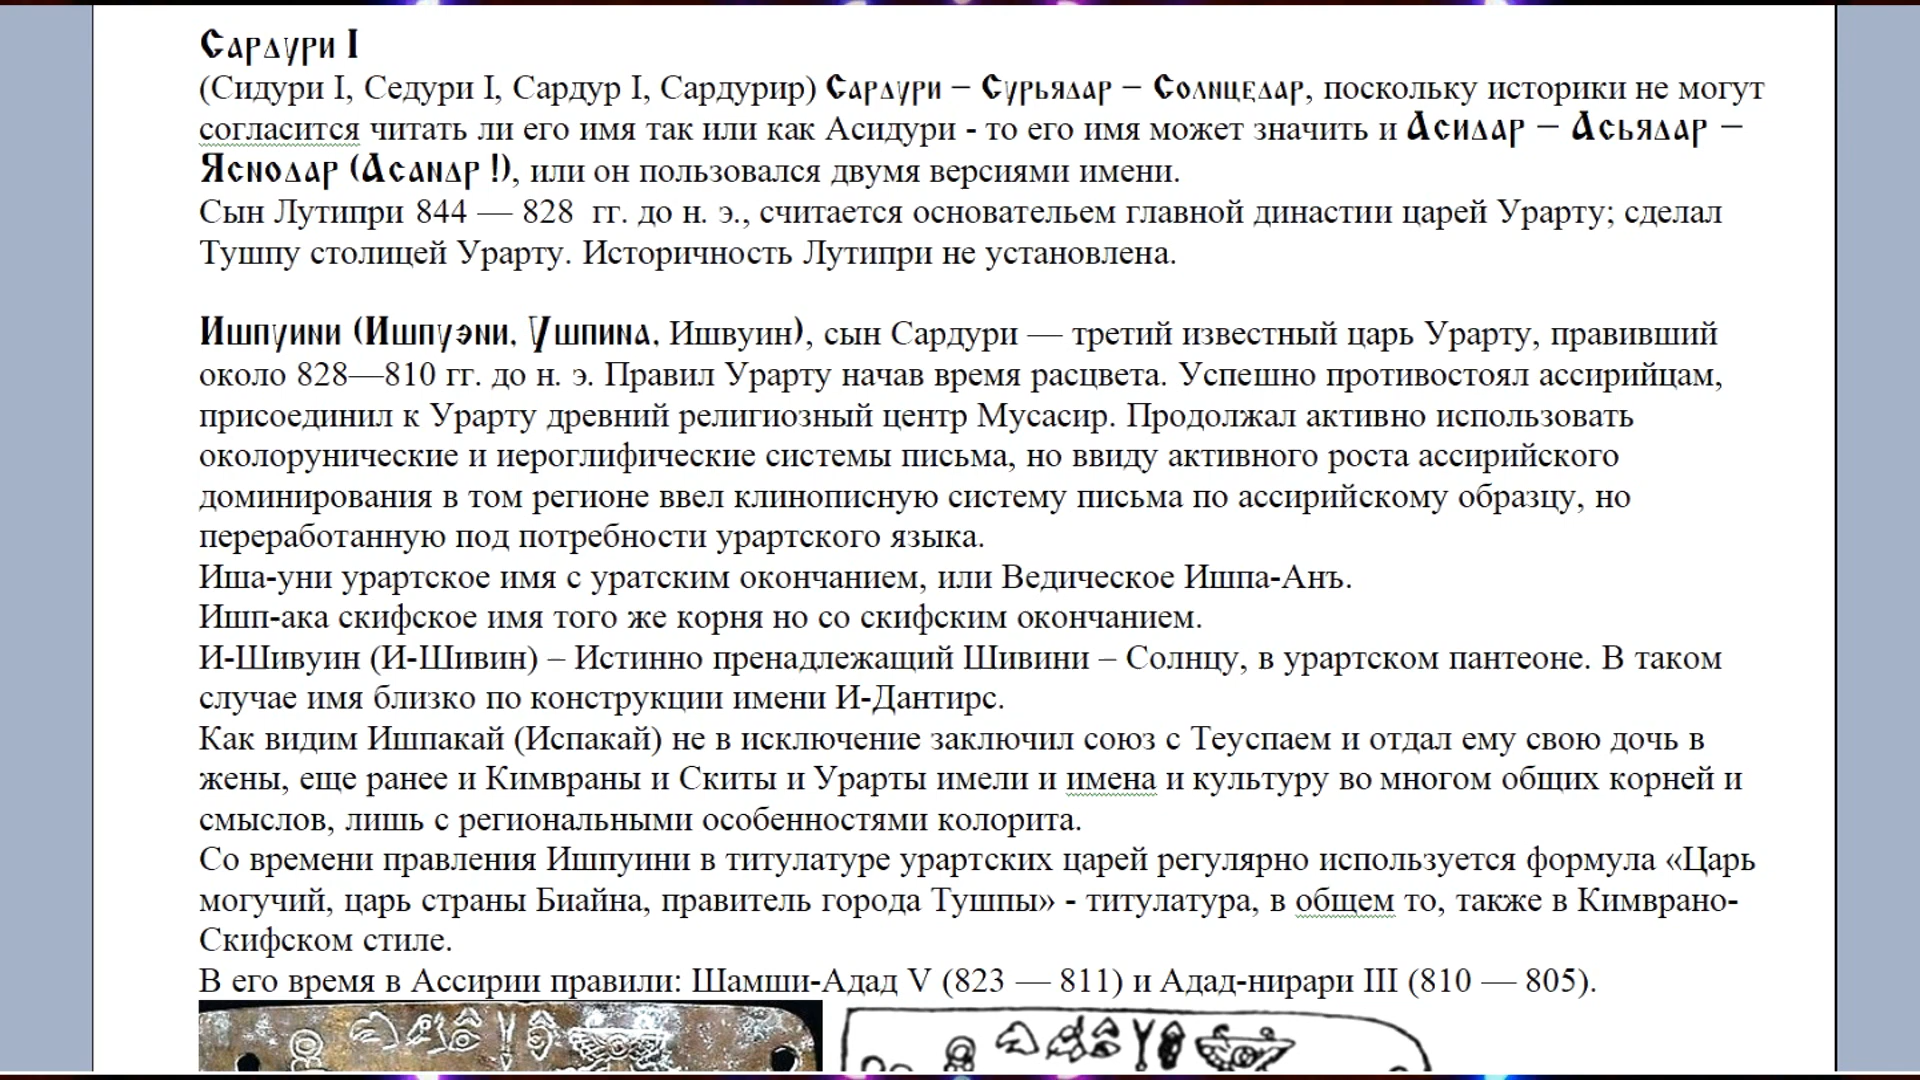 Сардури I
(Сидури I, Седури I, Сардур I, Сардурир) Сардури – Сурьядар – Солнцедар, поскольку историки не могут
согласится читать ли его имя так или как Асидури - то его имя может значить и Асидар – Асьядар –
Яснодар (Асандр !), или он пользовался двумя версиями имени.
Сын Лутипри 844 — 828 гг. до н. э., считается основательем главной династии царей Урарту; сделал
Тушпу столицей Урарту. Историчность Лутипри не установлена.
Ишпуини (Ишпуэни, Ушпина, Ишвуин), сын Сардури — третий известный царь Урарту, правивший
около 828—810 гг. до н. э. Правил Урарту начав время расцвета. Успешно противостоял ассирийцам,
присоединил к Урарту древний религиозный центр Мусасир. Продолжал активно использовать
околорунические и иероглифические системы письма, но ввиду активного роста ассирийского
доминирования в том регионе ввел клинописную систему письма по ассирийскому образцу, но
переработанную под потребности урартского языка.
Иша-уни урартское имя с уратским окончанием, или Ведическое Ишпа-Анъ.
Ишп-ака скифское имя того же корня но со скифским окончанием.
И-Шивуин (И-Шивин) – Истинно пренадлежащий Шивини – Солнцу, в урартском пантеоне. В таком
случае имя близко по конструкции имени И-Дантирс.
Как видим Ишпакай (Испакай) не в исключение заключил союз с Теуспаем и отдал ему свою дочь в
жены, еще ранее и Кимвраны и Скиты и Урарты имели и имена и культуру во многом общих корней и
смыслов, лишь с региональными особенностями колорита.
Со времени правления Ишпуини в титулатуре урартских царей регулярно используется формула «Царь
могучий, царь страны Биайна, правитель города Тушпы» - титулатура, в общем то, также в Кимврано-
Скифском стиле.
В его время в Ассирии правили: Шамши-Адад V (823 — 811) и Адад-нирари III (810 — 805).